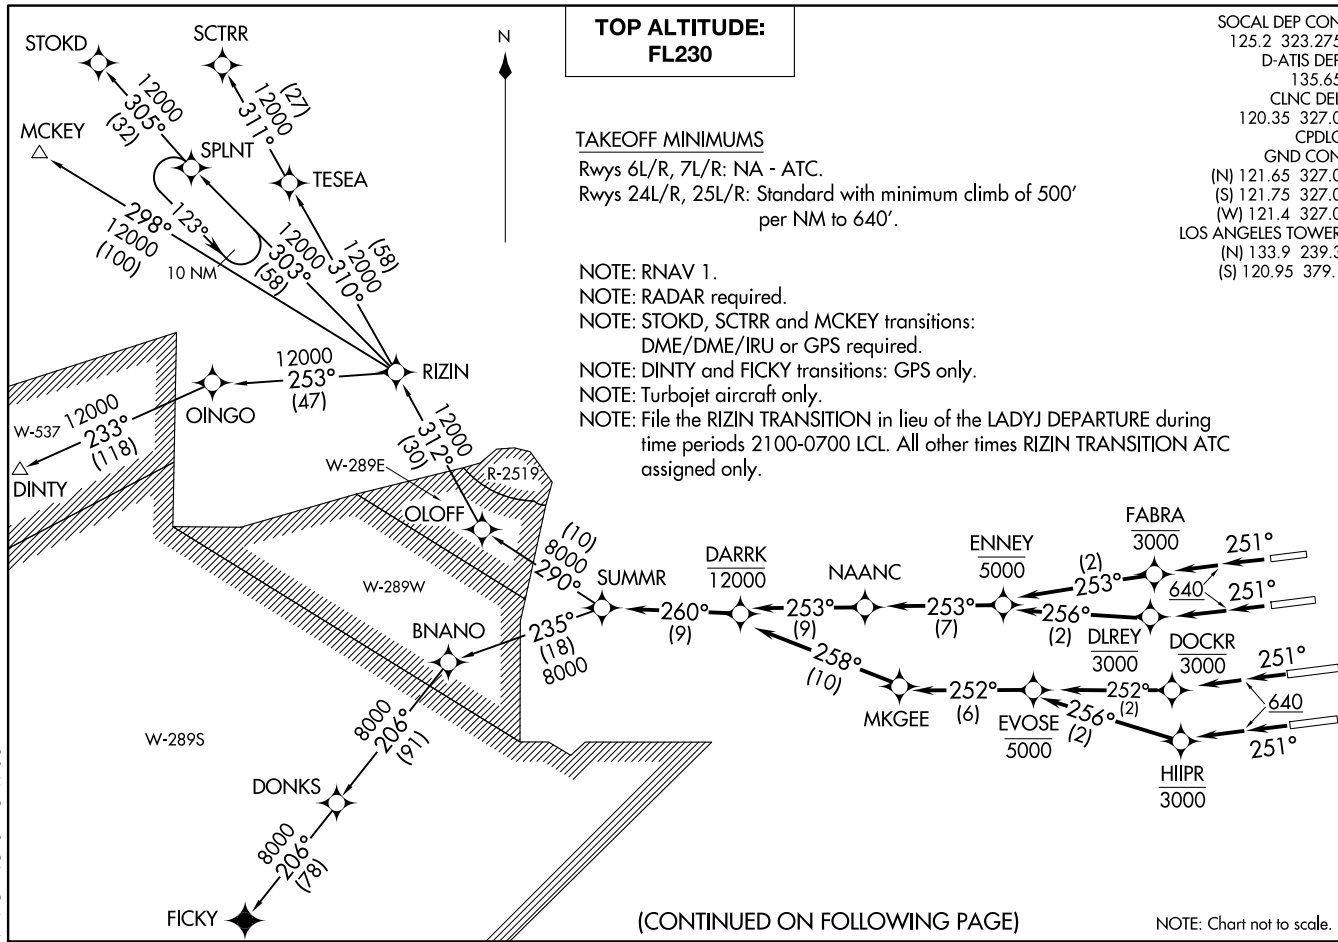 TOP ALTITUDE:
FL230
N
SOCAL DEP CON
125.2 323.275
D-ATIS DEP
135.65
CLNC DEL
120.35 327.0
CPDLC
GND CON
(N) 121.65 327.0
(S) 121.75 327.0
(W) 121.4 327.0
LOS ANGELES TOWER
(N) 133.9 239.3
(S) 120.95 379.1
TAKEOFF MINIMUMS
Rwys 6L/R, 7L/R: NA - ATC.
Rwys 24L/R, 25L/R: Standard with minimum climb of 500'
per NM to 640'.
NOTE: RNAV 1.
NOTE: RADAR required.
NOTE: STOKD, SCTRR and MCKEY transitions:
DME/DME/IRU or GPS required.
NOTE: DINTY and FICKY transitions: GPS only.
NOTE: Turbojet aircraft only.
NOTE: File the RIZIN TRANSITION in lieu of the LADYJ DEPARTURE during
time periods 2100-0700 LCL. All other times RIZIN TRANSITION ATC
assigned only.
STOKD
SCTRR
12000
305°
(32)
(27)
12000
311°
MCKEY
SPLNT
TESEA
123°
10 NM
298°
12000
(100)
12000
303°
(58)
(58)
12000
310°
RIZIN
12000
253°
(47)
OINGO
W-537
12000
233°
(118)
DINTY
12000
312°
(30)
W-289E
R-2519
OLOFF
(10)
8000
290°
SUMMR
W-289W
BNANO
235°
(18)
8000
W-289S
8000
206°
(91)
DONKS
8000
206°
(78)
FICKY
260°
(9)
DARRK
12000
253°
(9)
NAANC
253°
(7)
ENNEY
5000
(2)
253°
FABRA
3000
251°
640
256°
(2)
DLREY
3000
251°
258°
(10)
MKGEE
252°
(6)
EVOSE
5000
252°
(2)
DOCKR
3000
251°
640
256°
(2)
HIIPR
3000
251°
(CONTINUED ON FOLLOWING PAGE)
NOTE: Chart not to scale.